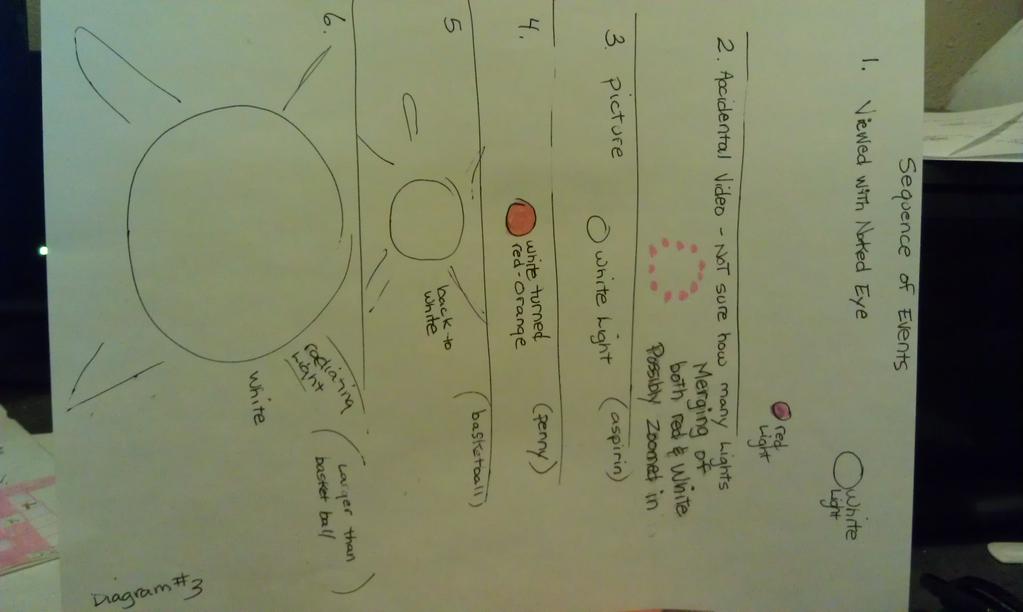 Sequence of Events
1. Viewed with Naked Eye
white
Light
red
Light
2. Accidental Video - Not sure how many Lights
Merging of
both red & white
Possibly Zoomed in
3. picture
white Light
(aspirin)
4.
white turned
red-orange
(penny)
5
back to
white
(basketball)
6.
radiating
Light
white
(Larger than
basket ball)
Diagram #3